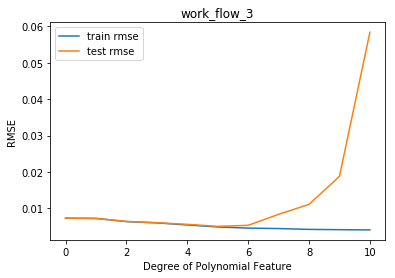 work_flow_3
train rmse
test rmse
0.06
0.05
0.04
0.03
0.02
0.01
RMSE
0 2 4 6 8 10
Degree of Polynomial Feature